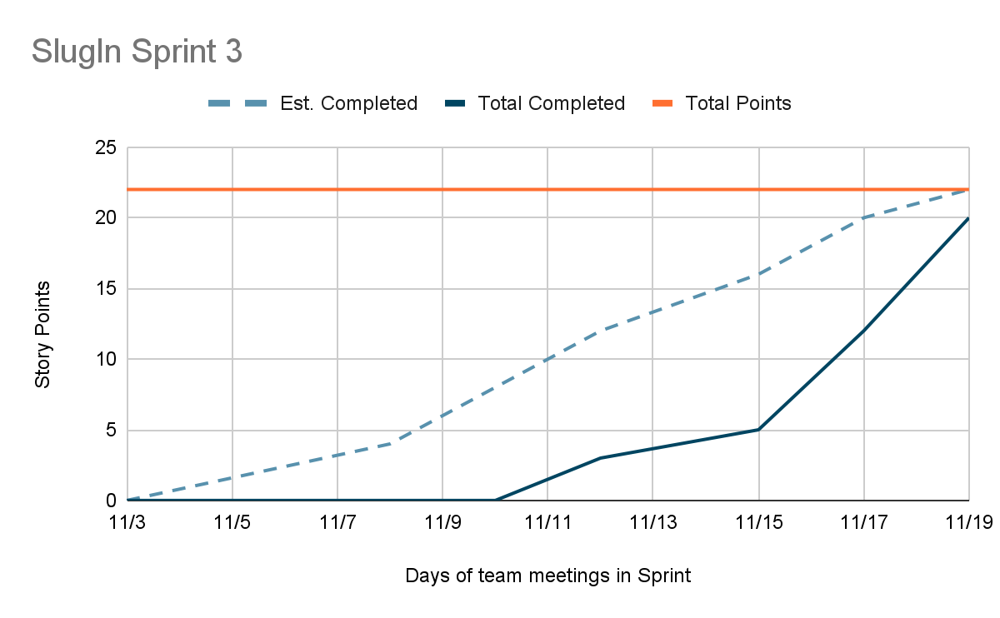 SlugIn Sprint 3
Est. Completed Total Completed Total Points
25
20
15
10
5
0
Story Points
11/3 11/5 11/7 11/9 11/11 11/13 11/15 11/17 11/19
Days of team meetings in Sprint